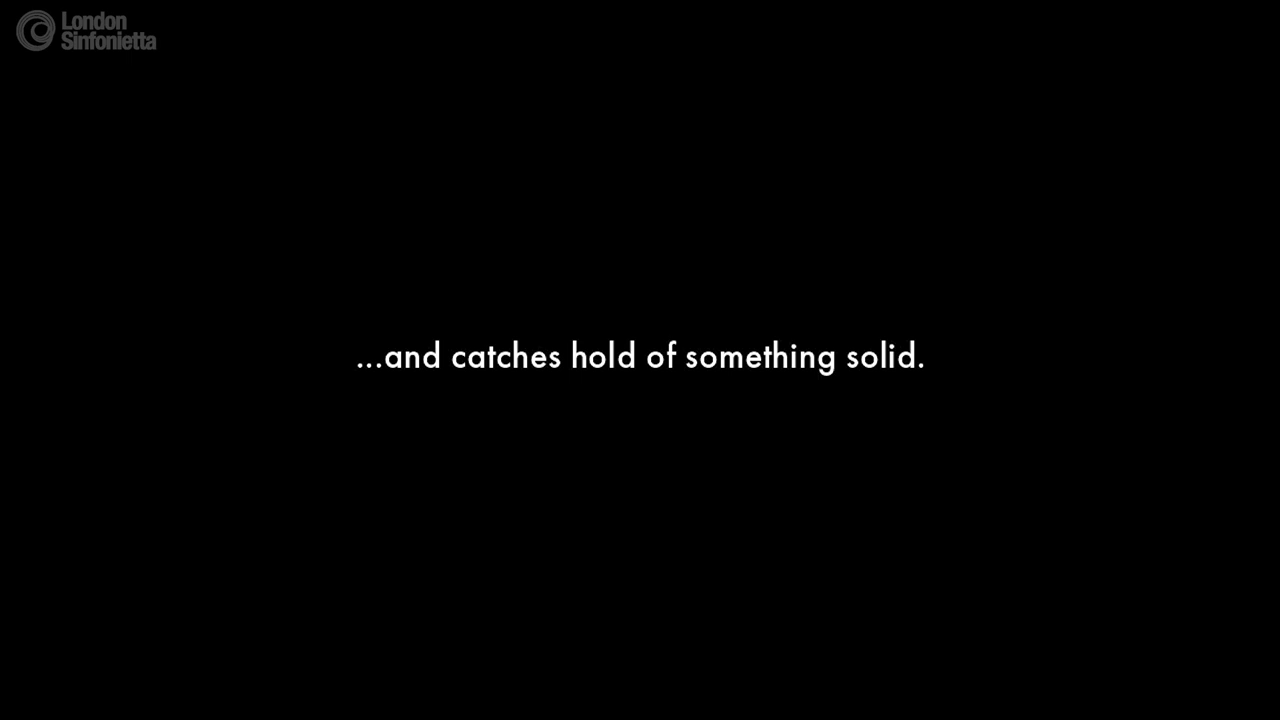 London
Sinfonietta
...and catches hold of something solid.